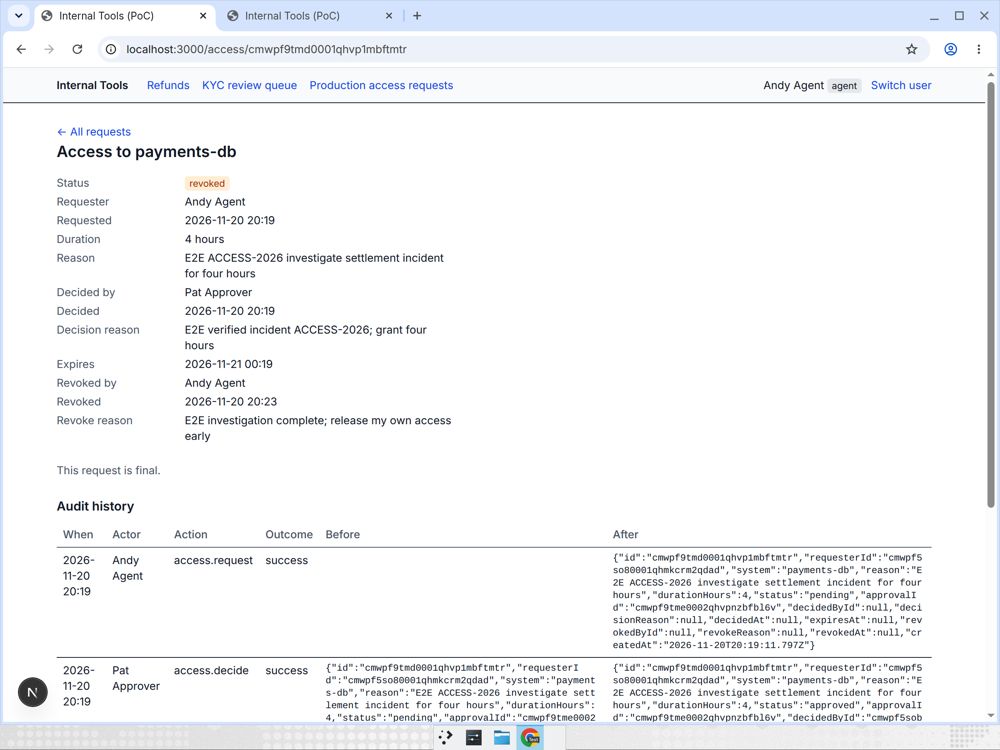 Internal Tools (PoC)
Internal Tools (PoC)
localhost:3000/access/cmwpf9tmd0001qhvp1mbftmtr
Internal Tools Refunds KYC review queue Production access requests Andy Agent agent Switch user
← All requests
Access to payments-db
Status revoked
Requester Andy Agent
Requested 2026-11-20 20:19
Duration 4 hours
Reason E2E ACCESS-2026 investigate settlement incident
for four hours
Decided by Pat Approver
Decided 2026-11-20 20:19
Decision reason E2E verified incident ACCESS-2026; grant four
hours
Expires 2026-11-21 00:19
Revoked by Andy Agent
Revoked 2026-11-20 20:23
Revoke reason E2E investigation complete; release my own access
early
This request is final.
Audit history
When Actor Action Outcome Before After
2026-
11-20
20:19
Andy
Agent
access.request
success
{"id":"cmwpf9tmd0001qhvp1mbftmtr","requesterId":"cmwpf5
so80001qhmkcrm2qdad","system":"payments-db","reason":"E
2E ACCESS-2026 investigate settlement incident for four
hours","durationHours":4,"status":"pending","approvalI
d":"cmwpf9tme0002qhvpnzbfbl6v","decidedById":null,"deci
sionReason":null,"decidedAt":null,"expiresAt":null,"rev
okedById":null,"revokeReason":null,"revokedAt":null,"cr
eatedAt":"2026-11-20T20:19:11.797Z"}
2026-
11-20
20:19
Pat
Approver
access.decide
success
{"id":"cmwpf9tmd0001qhvp1mbftmtr","requesterI
d":"cmwpf5so80001qhmkcrm2qdad","system":"payment
s-db","reason":"E2E ACCESS-2026 investigate sett
lement incident for four hours","durationHours":
4,"status":"pending","approvalId":"cmwpf9tme0002
{"id":"cmwpf9tmd0001qhvp1mbftmtr","requesterId":"cmwpf5
so80001qhmkcrm2qdad","system":"payments-db","reason":"E
2E ACCESS-2026 investigate settlement incident for four
hours","durationHours":4,"status":"approved","approvalI
d":"cmwpf9tme0002qhvpnzbfbl6v","decidedById":"cmwpf5sob
N